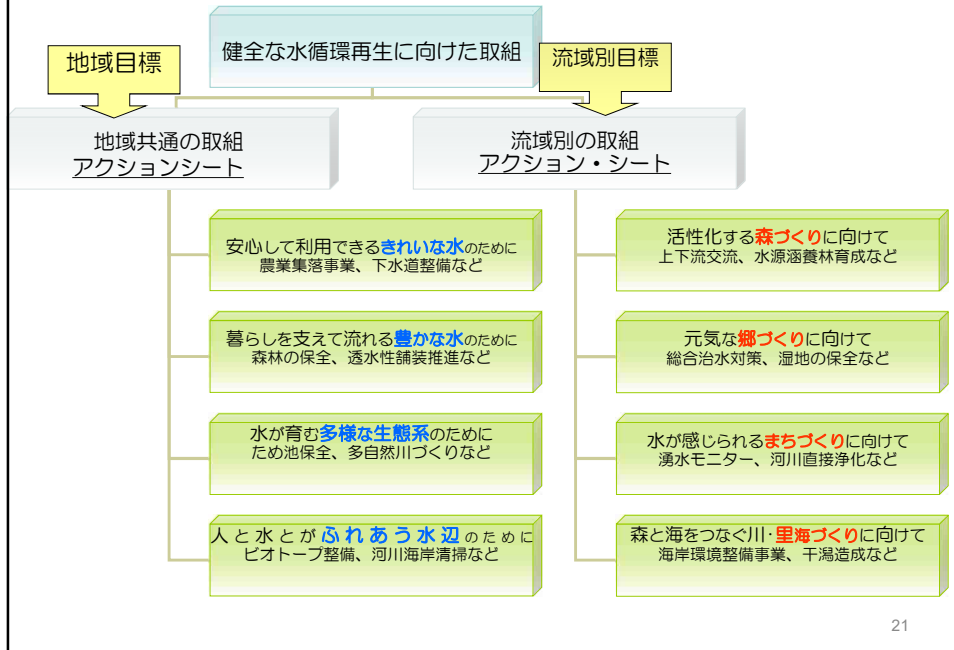 健全な水循環再生に向けた取組
地域目標
流域別目標
地域共通の取組
アクションシート
流域別の取組
アクション・シート
安心して利用できるきれいな水のために
農業集落事業、下水道整備など
暮らしを支えて流れる豊かな水のために
森林の保全、透水性舗装推進など
水が育む多様な生態系のために
ため池保全、多自然川づくりなど
人と水とがふれあう水辺のために
ビオトープ整備、河川海岸清掃など
活性化する森づくりに向けて
上下流交流、水源涵養林育成など
元気な郷づくりに向けて
総合治水対策、湿地の保全など
水が感じられるまちづくりに向けて
湧水モニター、河川直接浄化など
森と海をつなぐ川・里海づくりに向けて
海岸環境整備事業、干潟造成など
21